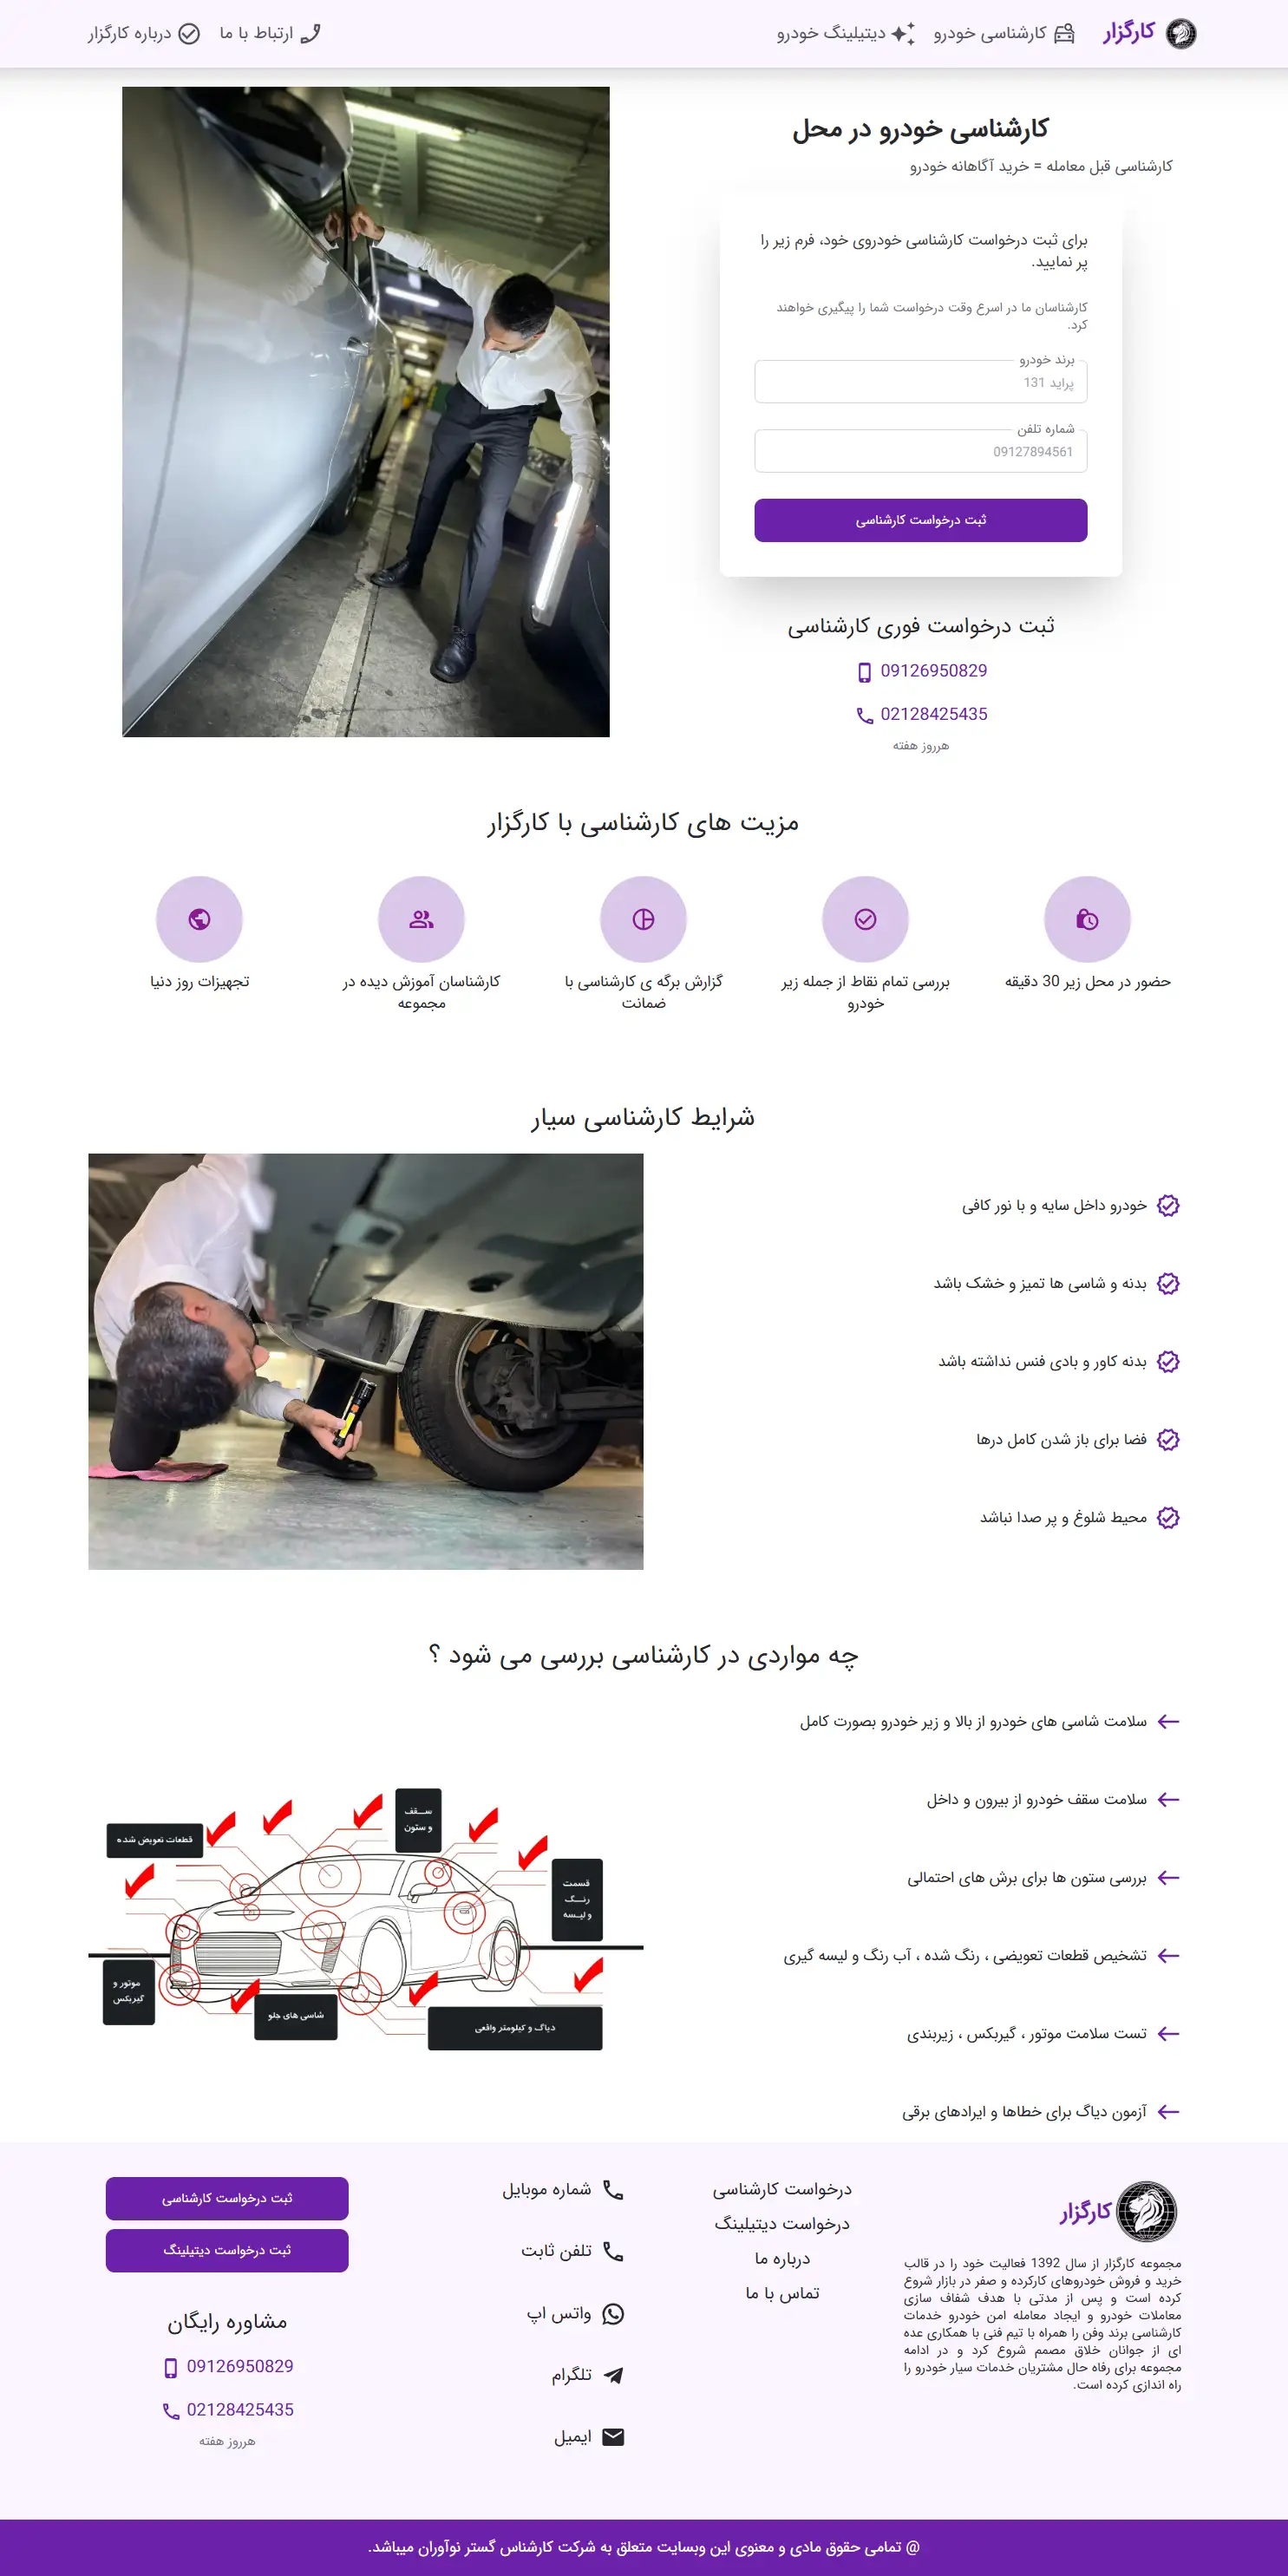 کارگزار
کارشناسی خودرو
دیتیلینگ خودرو
ارتباط با ما
درباره کارگزار
کارشناسی خودرو در محل
کارشناسی قبل معامله = خرید آگاهانه خودرو
برای ثبت درخواست کارشناسی خودروی خود، فرم زیر را
پر نمایید.
کارشناسان ما در اسرع وقت درخواست شما را پیگیری خواهند
کرد.
برند خودرو
پراید 131
شماره تلفن
09127894561
ثبت درخواست کارشناسی
ثبت درخواست فوری کارشناسی
09126950829
02128425435
هرروز هفته
مزیت های کارشناسی با کارگزار
حضور در محل زیر 30 دقیقه
بررسی تمام نقاط از جمله زیر
خودرو
گزارش برگه ی کارشناسی با
ضمانت
کارشناسان آموزش دیده در
مجموعه
تجهیزات روز دنیا
شرایط کارشناسی سیار
خودرو داخل سایه و با نور کافی
بدنه و شاسی ها تمیز و خشک باشد
بدنه کاور و بادی فنس نداشته باشد
فضا برای باز شدن کامل درها
محیط شلوغ و پر صدا نباشد
چه مواردی در کارشناسی بررسی می شود ؟
سلامت شاسی های خودرو از بالا و زیر خودرو بصورت کامل
سلامت سقف خودرو از بیرون و داخل
بررسی ستون ها برای برش های احتمالی
تشخیص قطعات تعویضی ، رنگ شده ، آب رنگ و لیسه گیری
تست سلامت موتور ، گیربکس ، زیربندی
آزمون دیاگ برای خطاها و ایرادهای برقی
ســقف
و ستون
قطعات تعویض شده
قسمت
رنــگ
و لیـسه
موتور و
گیربکس
شاسی های جلو
دیاگ و کیلومتر واقعی
کارگزار
مجموعه کارگزار از سال 1392 فعالیت خود را در قالب
خرید و فروش خودروهای کارکرده و صفر در بازار شروع
کرده است و پس از مدتی با هدف شفاف سازی
معاملات خودرو و ایجاد معامله امن خودرو خدمات
کارشناسی برند وفن را همراه با تیم فنی با همکاری عده
ای از جوانان خلاق مصمم شروع کرد و در ادامه
مجموعه برای رفاه حال مشتریان خدمات سیار خودرو را
راه اندازی کرده است.
درخواست کارشناسی
درخواست دیتیلینگ
درباره ما
تماس با ما
شماره موبایل
تلفن ثابت
واتس اپ
تلگرام
ایمیل
ثبت درخواست کارشناسی
ثبت درخواست دیتیلینگ
مشاوره رایگان
09126950829
02128425435
هرروز هفته
@ تمامی حقوق مادی و معنوی این وبسایت متعلق به شرکت کارشناس گستر نوآوران میباشد.